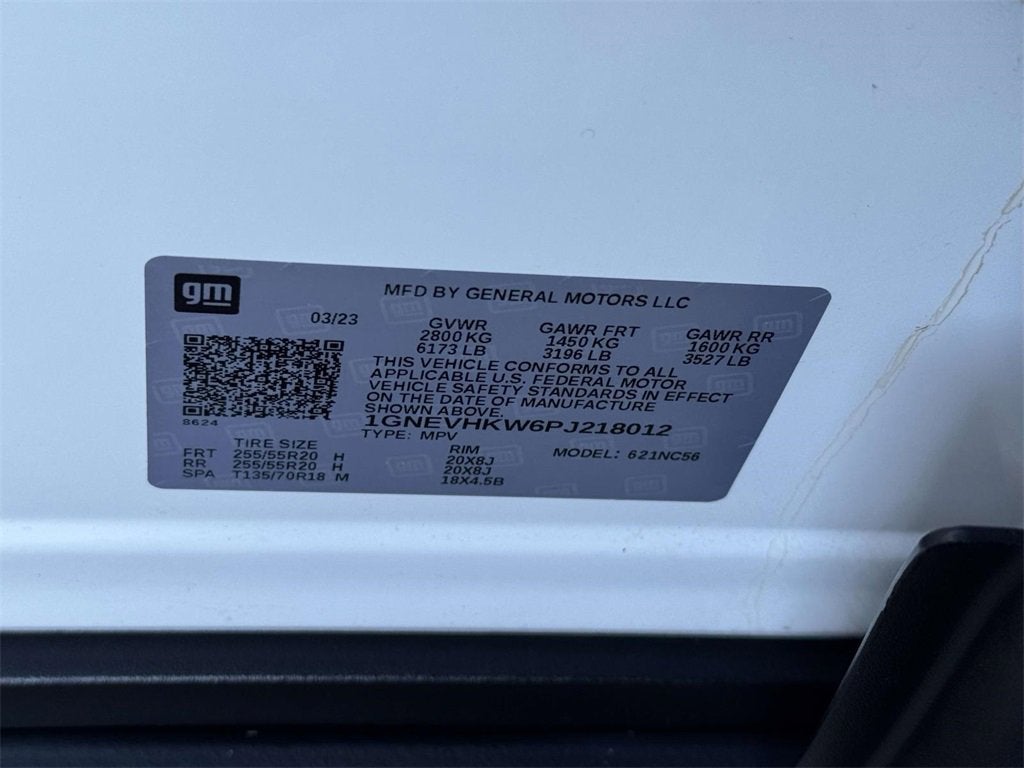 gm
MFD BY GENERAL MOTORS LLC
03/23
GVWR GAWR FRT GAWR RR
2800 KG 1450 KG 1600 KG
6173 LB 3196 LB 3527 LB
THIS VEHICLE CONFORMS TO ALL
APPLICABLE U.S. FEDERAL MOTOR
VEHICLE SAFETY STANDARDS IN EFFECT
ON THE DATE OF MANUFACTURE
SHOWN ABOVE.
8624
1GNEVHKW6PJ218012
TYPE: MPV
TIRE SIZE RIM MODEL: 621NC56
FRT 255/55R20 H 20X8J
RR 255/55R20 H 20X8J
SPA T135/70R18 M 18X4.5B